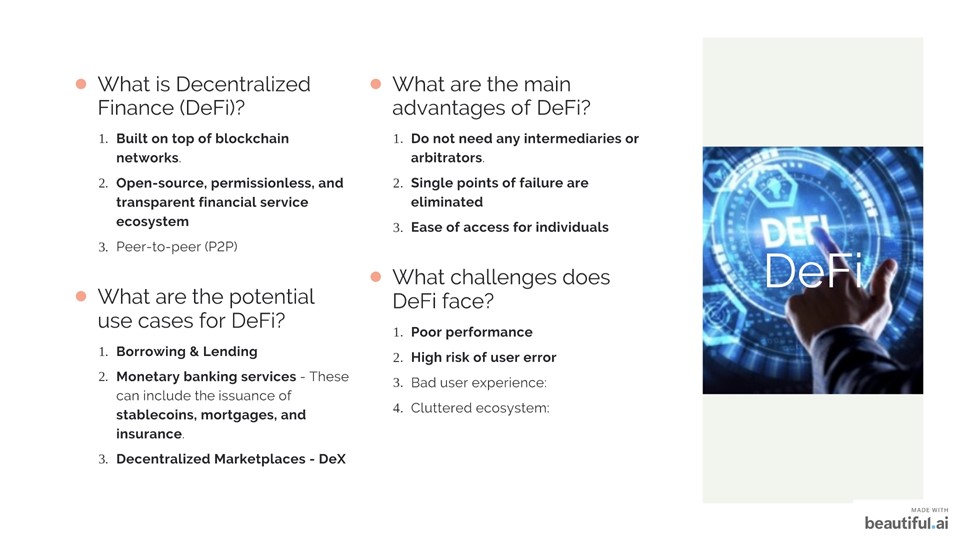 What is Decentralized
Finance (DeFi)?
1. Built on top of blockchain
networks.
2. Open-source, permissionless, and
transparent financial service
ecosystem
3. Peer-to-peer (P2P)
What are the potential
use cases for DeFi?
1. Borrowing & Lending
2. Monetary banking services - These
can include the issuance of
stablecoins, mortgages, and
insurance.
3. Decentralized Marketplaces - DeX
What are the main
advantages of DeFi?
1. Do not need any intermediaries or
arbitrators.
2. Single points of failure are
eliminated
3. Ease of access for individuals
What challenges does
DeFi face?
1. Poor performance
2. High risk of user error
3. Bad user experience:
4. Cluttered ecosystem:
DEFI
DeFi
MADE WITH
beautiful.ai